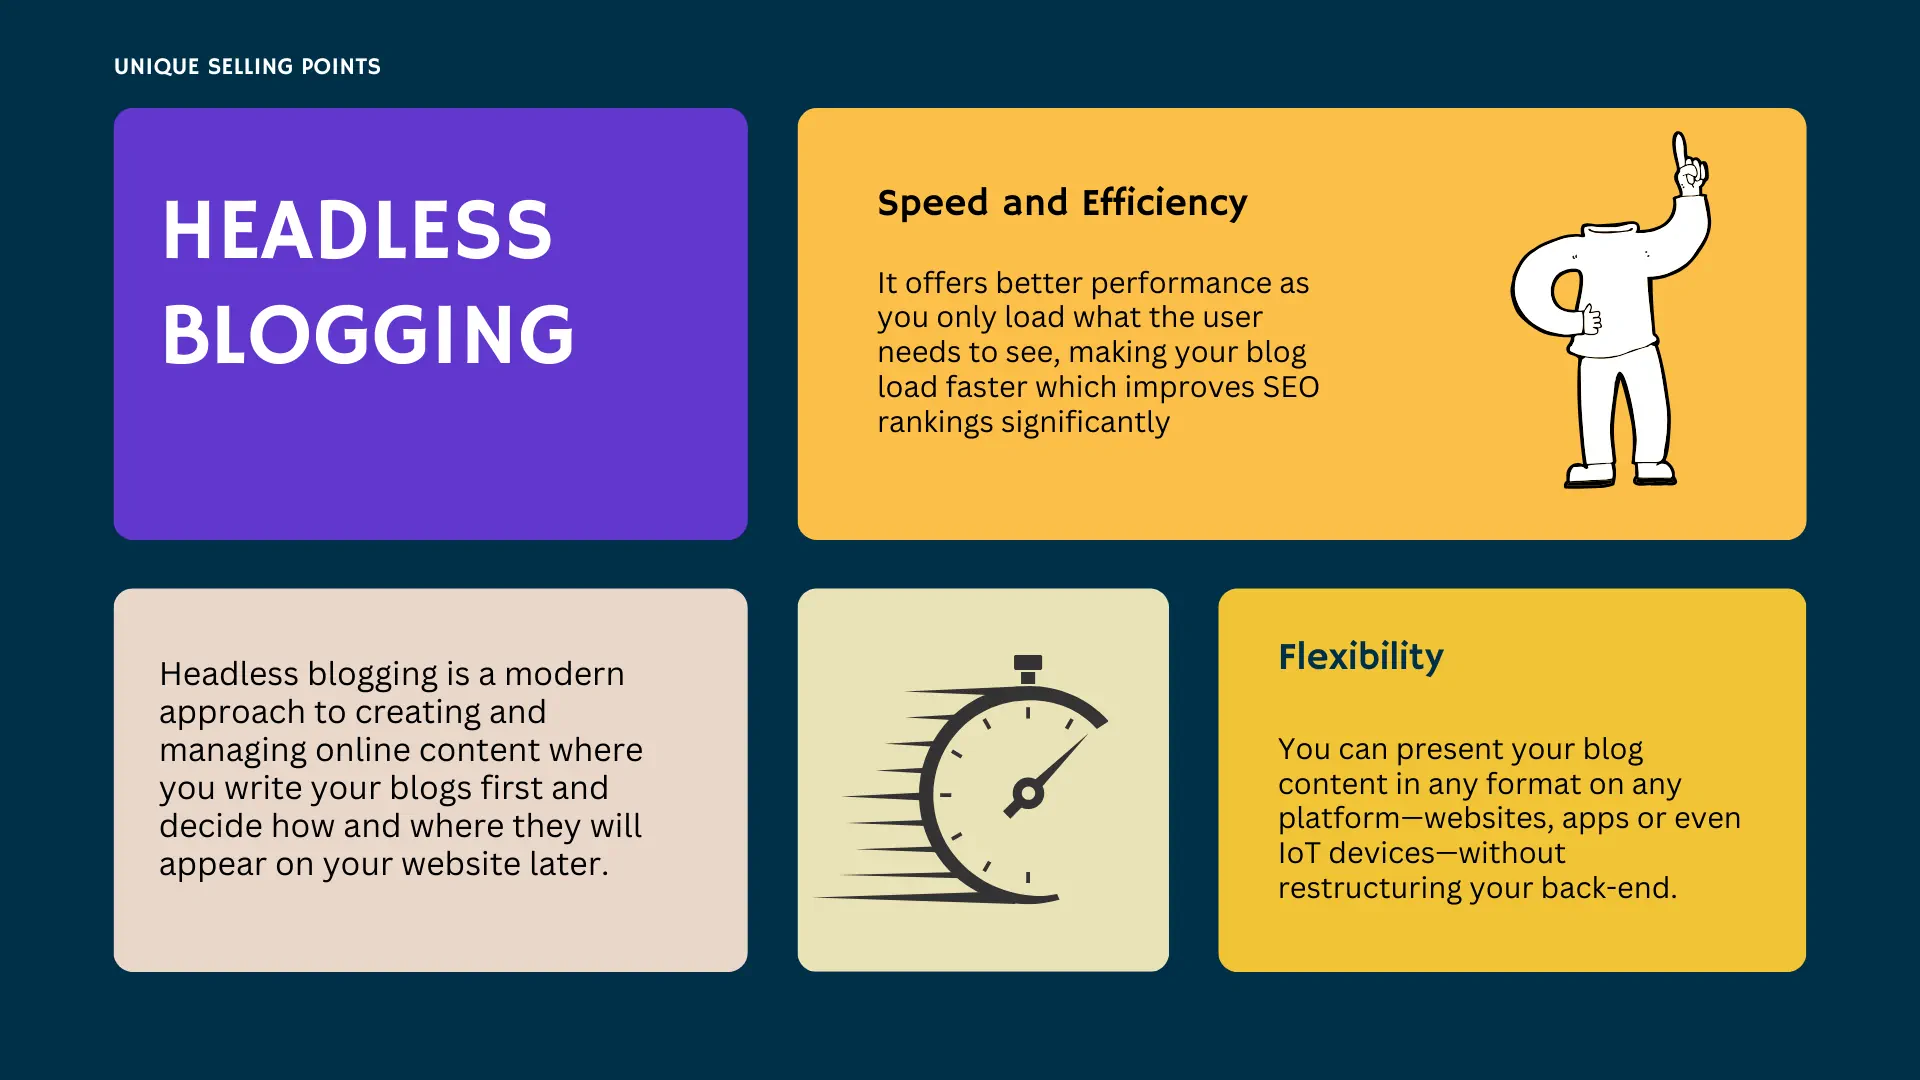 UNIQUE SELLING POINTS
HEADLESS
BLOGGING
Speed and Efficiency
It offers better performance as
you only load what the user
needs to see, making your blog
load faster which improves SEO
rankings significantly
Headless blogging is a modern
approach to creating and
managing online content where
you write your blogs first and
decide how and where they will
appear on your website later.
Flexibility
You can present your blog
content in any format on any
platform—websites, apps or even
IoT devices—without
restructuring your back-end.